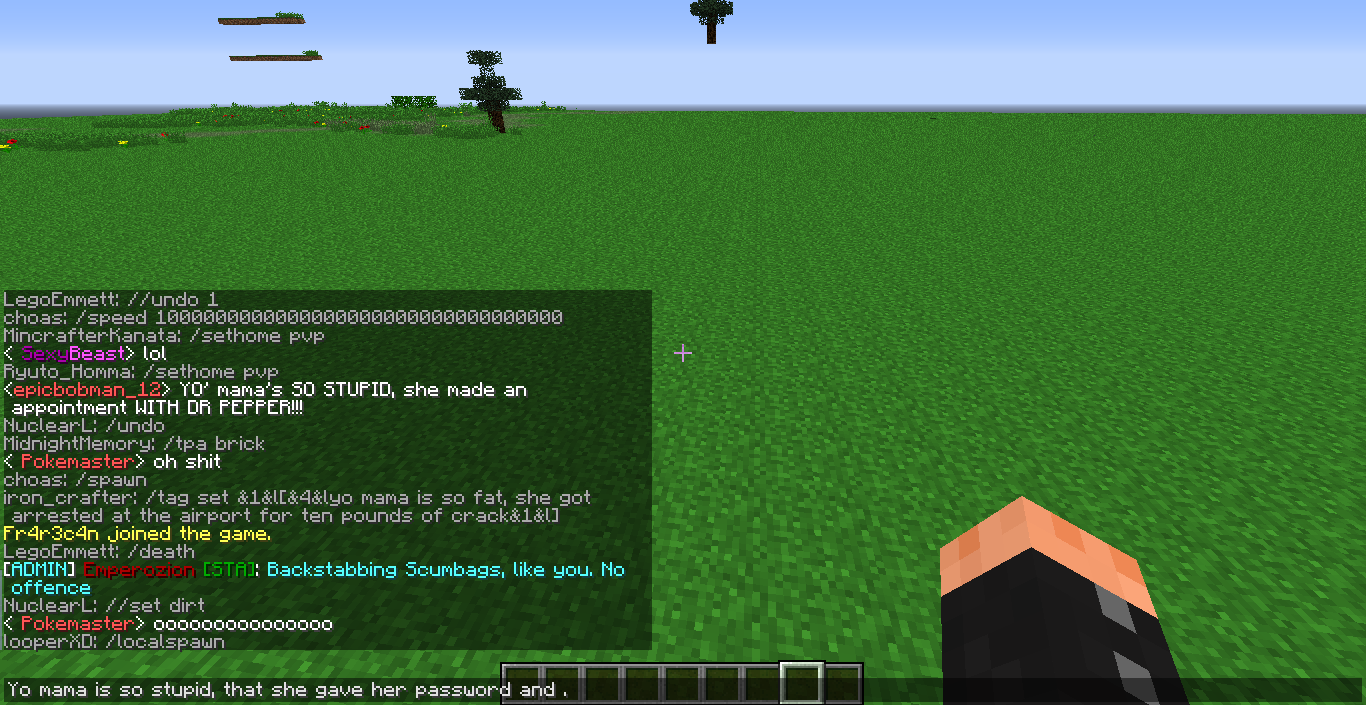 LegoEmmett: //undo 1
choas: /speed 1000000000000000000000000000000000
MincrafterKanata: /sethome pvp
< SexyBeast> lol
Ryuto_Homma: /sethome pvp
<epicbobman_12> YO' mama's SO STUPID, she made an
appointment WITH DR PEPPER!!!
NuclearL: /undo
MidnightMemory: /tpa brick
< Pokemaster> oh shit
choas: /spawn
iron_crafter: /tag set &1&l[&4&lyo mama is so fat, she got
arrested at the airport for ten pounds of crack&1&l]
Fr4r3c4n joined the game.
LegoEmmett: /death
[ADMIN] Emperozion [STA]: Backstabbing Scumbags, like you. No
offence
NuclearL: //set dirt
< Pokemaster> ooooooooooooooo
looperXD: /localspawn
Yo mama is so stupid, that she gave her password and .